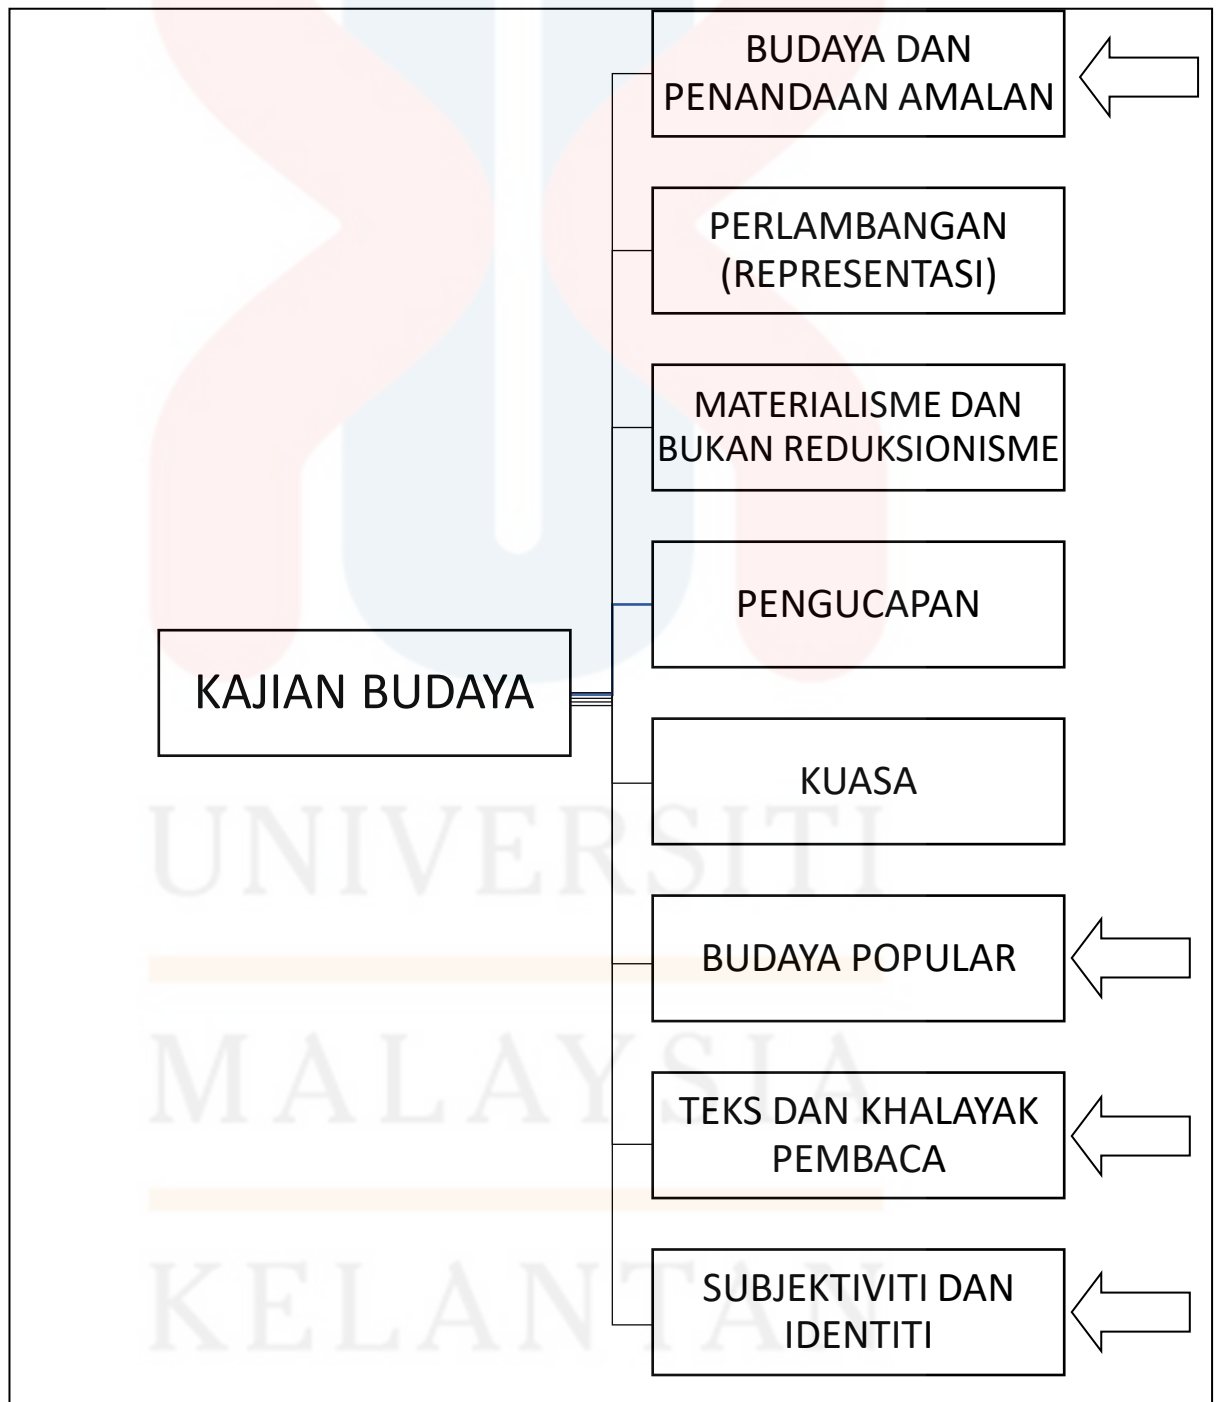 BUDAYA DAN
PENANDAAN AMALAN
PERLAMBANGAN
(REPRESENTASI)
MATERIALISME DAN
BUKAN REDUKSIONISME
PENGUCAPAN
KAJIAN BUDAYA
KUASA
UNIVERSITI
BUDAYA POPULAR
MALAYSIA
TEKS DAN KHALAYAK
PEMBACA
KELANTAN
SUBJEKTIVITI DAN
IDENTITI